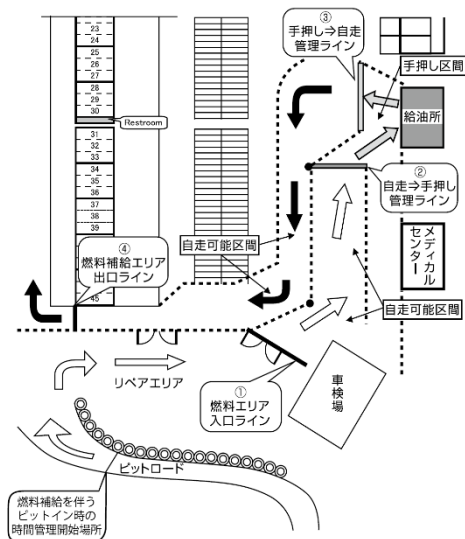 ③
手押し⇒自走
管理ライン
手押し区間
給油所
23
24
25
26
27
28
29
30
Restroom
31
32
33
34
35
36
37
38
39
②
自走⇒手押し
管理ライン
自走可能区間
④
燃料補給エリア
出口ライン
45
メディカル
センター
自走可能区間
リペアエリア
①
燃料エリア
入口ライン
車検場
ピットロード
燃料補給を伴う
ピットイン時の
時間管理開始場所